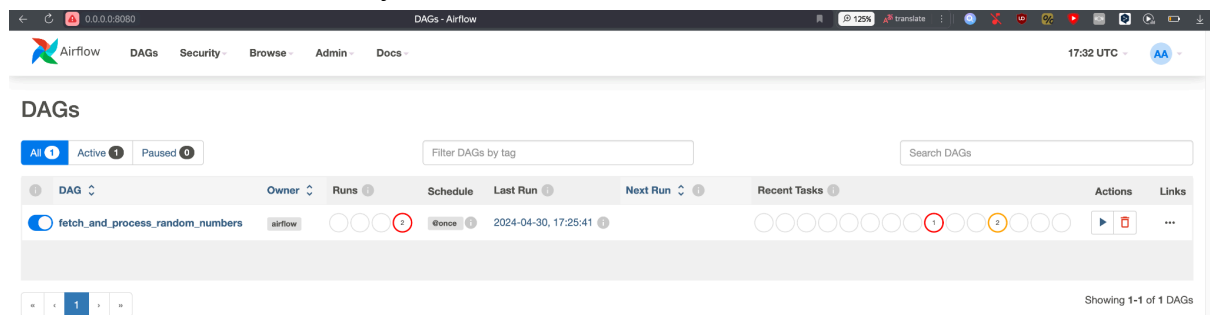 0.0.0.0:8080 DAGs - Airflow 125% translate
Airflow DAGs Security Browse Admin Docs 17:32 UTC AA
DAGs
All 1 Active 1 Paused 0 Filter DAGs by tag Search DAGs
i DAG Owner Runs i Schedule Last Run i Next Run i Recent Tasks i Actions Links
fetch_and_process_random_numbers airflow 2 @once i 2024-04-30, 17:25:41 i 1 2 ...
« ‹ 1 › » Showing 1-1 of 1 DAGs